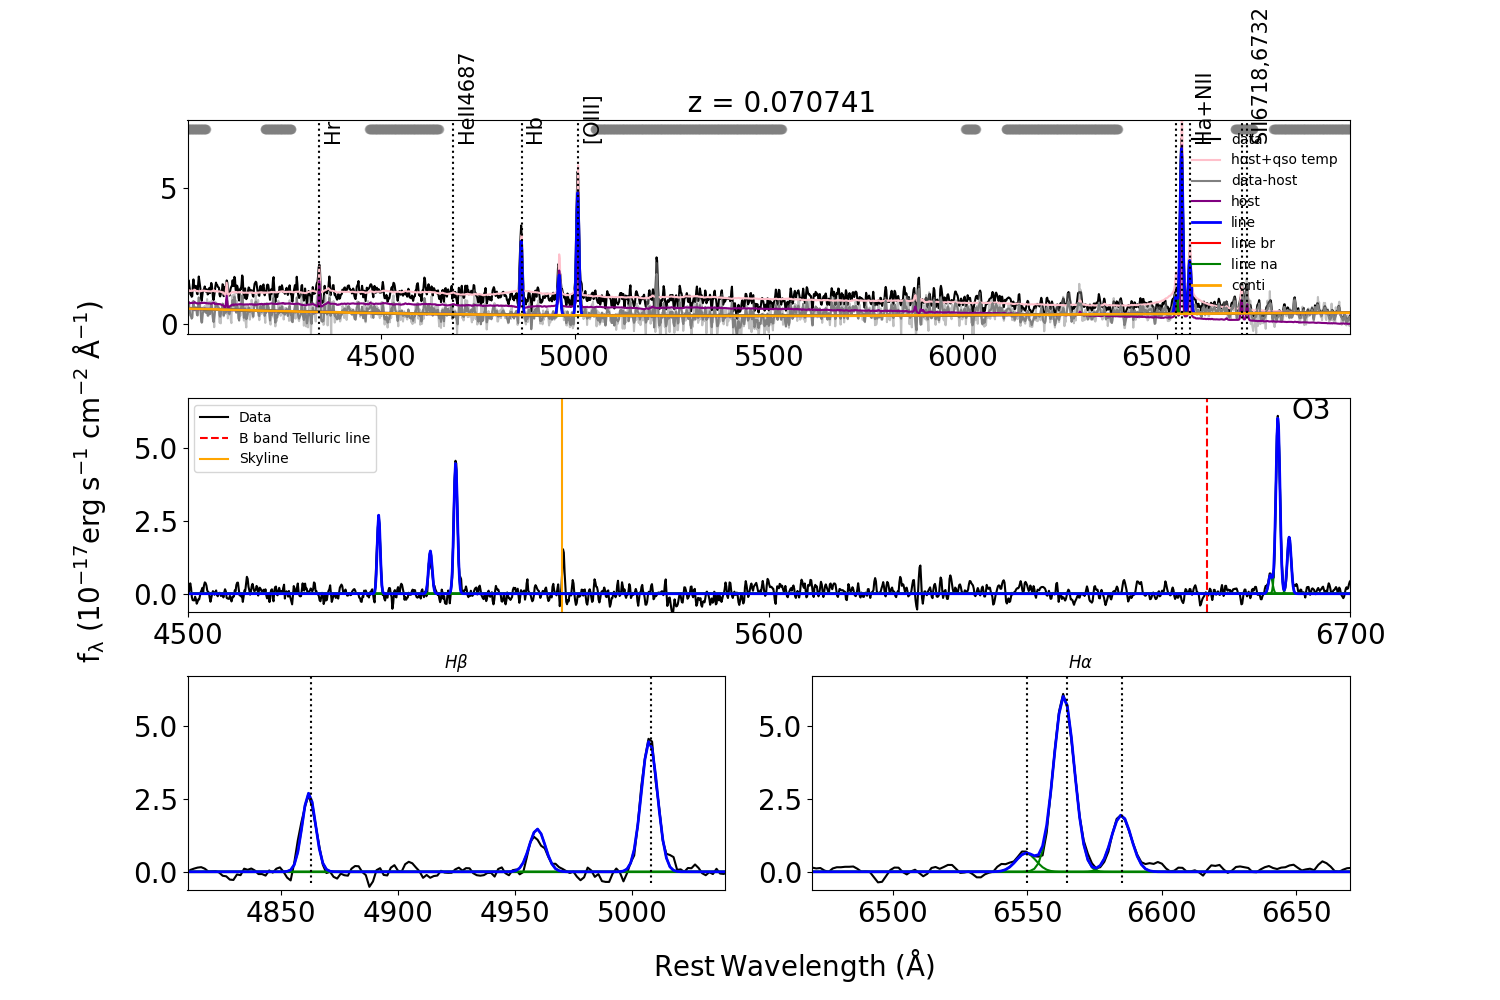 z = 0.070741
Hr
HeII4687
Hb
[OIII]
Ha+NII
SII6718,6732
data
host+qso temp
data-host
host
line
line br
line na
conti
5
0
4500
5000
5500
6000
6500
Data
B band Telluric line
Skyline
O3
5.0
2.5
0.0
4500
5600
6700
fλ (10−17erg s−1 cm−2 Å−1)
Hβ
5.0
2.5
0.0
4850
4900
4950
5000
Hα
5.0
2.5
0.0
6500
6550
6600
6650
Rest Wavelength (Å)